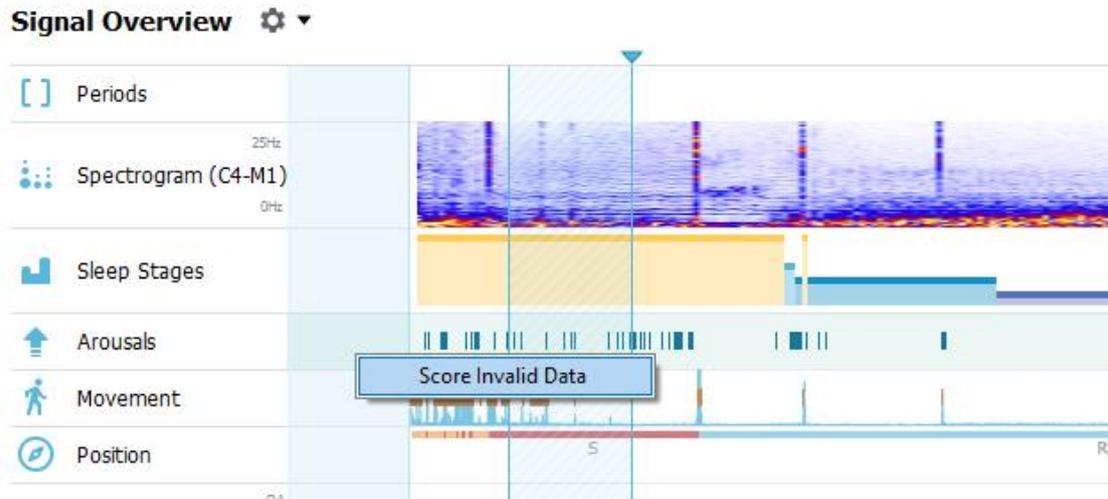 Signal Overview
Periods
25Hz
Spectrogram (C4-M1)
0Hz
Sleep Stages
Arousals
Score Invalid Data
Movement
Position
S
R